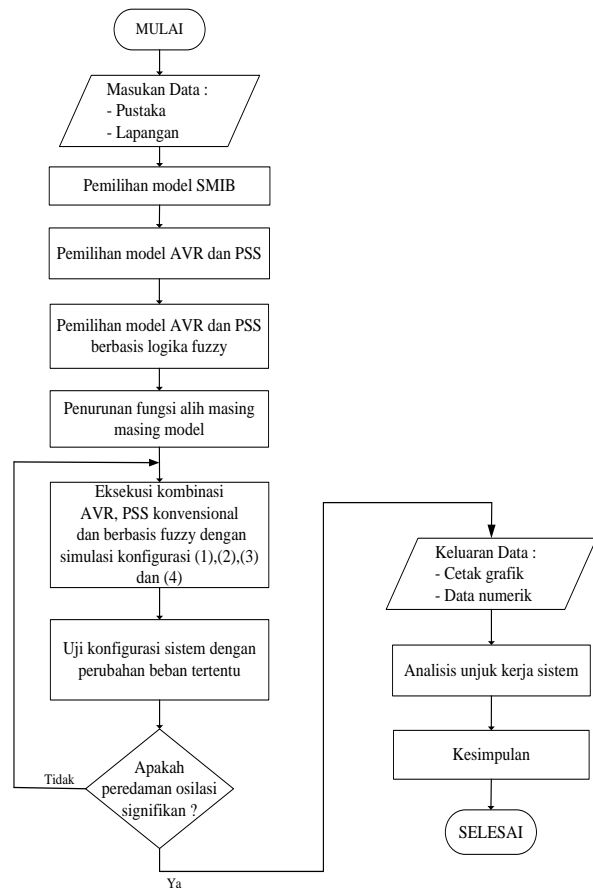 MULAI
Masukan Data :
- Pustaka
- Lapangan
Pemilihan model SMIB
Pemilihan model AVR dan PSS
Pemilihan model AVR dan PSS
berbasis logika fuzzy
Penurunan fungsi alih masing
masing model
Eksekusi kombinasi
AVR, PSS konvensional
dan berbasis fuzzy dengan
simulasi konfigurasi (1),(2),(3)
dan (4)
Uji konfigurasi sistem dengan
perubahan beban tertentu
Apakah
peredaman osilasi
signifikan ?
Tidak
Ya
Keluaran Data :
- Cetak grafik
- Data numerik
Analisis unjuk kerja sistem
Kesimpulan
SELESAI